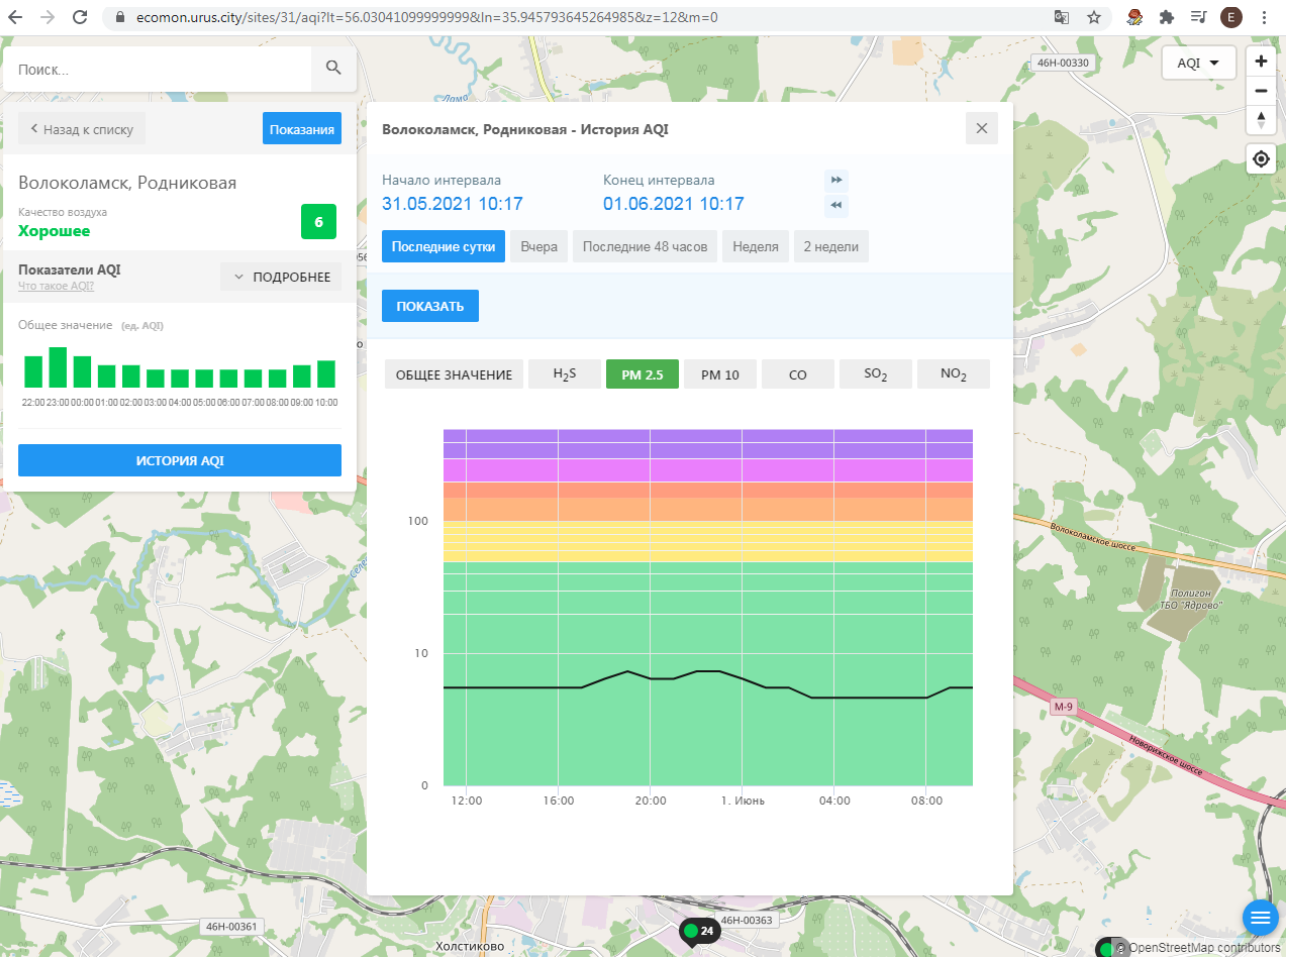 ecomon.urus.city/sites/31/aqi?lt=56.03041099999999&ln=35.945793645264985&z=12&m=0
E
Поиск...
Лама
46Н-00330
AQI
Назад к списку
Показания
Волоколамск, Родниковая - История AQI
Волоколамск, Родниковая
Качество воздуха
Хорошее
6
Начало интервала
Конец интервала
31.05.2021 10:17
01.06.2021 10:17
Последние сутки
Вчера
Последние 48 часов
Неделя
2 недели
Показатели AQI
Что такое AQI?
ПОДРОБНЕЕ
ПОКАЗАТЬ
Общее значение (ед. AQI)
22:00 23:00 00:00 01:00 02:00 03:00 04:00 05:00 06:00 07:00 08:00 09:00 10:00
ИСТОРИЯ AQI
ОБЩЕЕ ЗНАЧЕНИЕ
H2S
PM 2.5
PM 10
CO
SO2
NO2
100
10
0
12:00
16:00
20:00
1. Июнь
04:00
08:00
Волоколамское шоссе
Полигон
ТБО "Ядрово"
М-9
Новорижское шоссе
46Н-00361
46Н-00363
24
Холстиково
© OpenStreetMap contributors